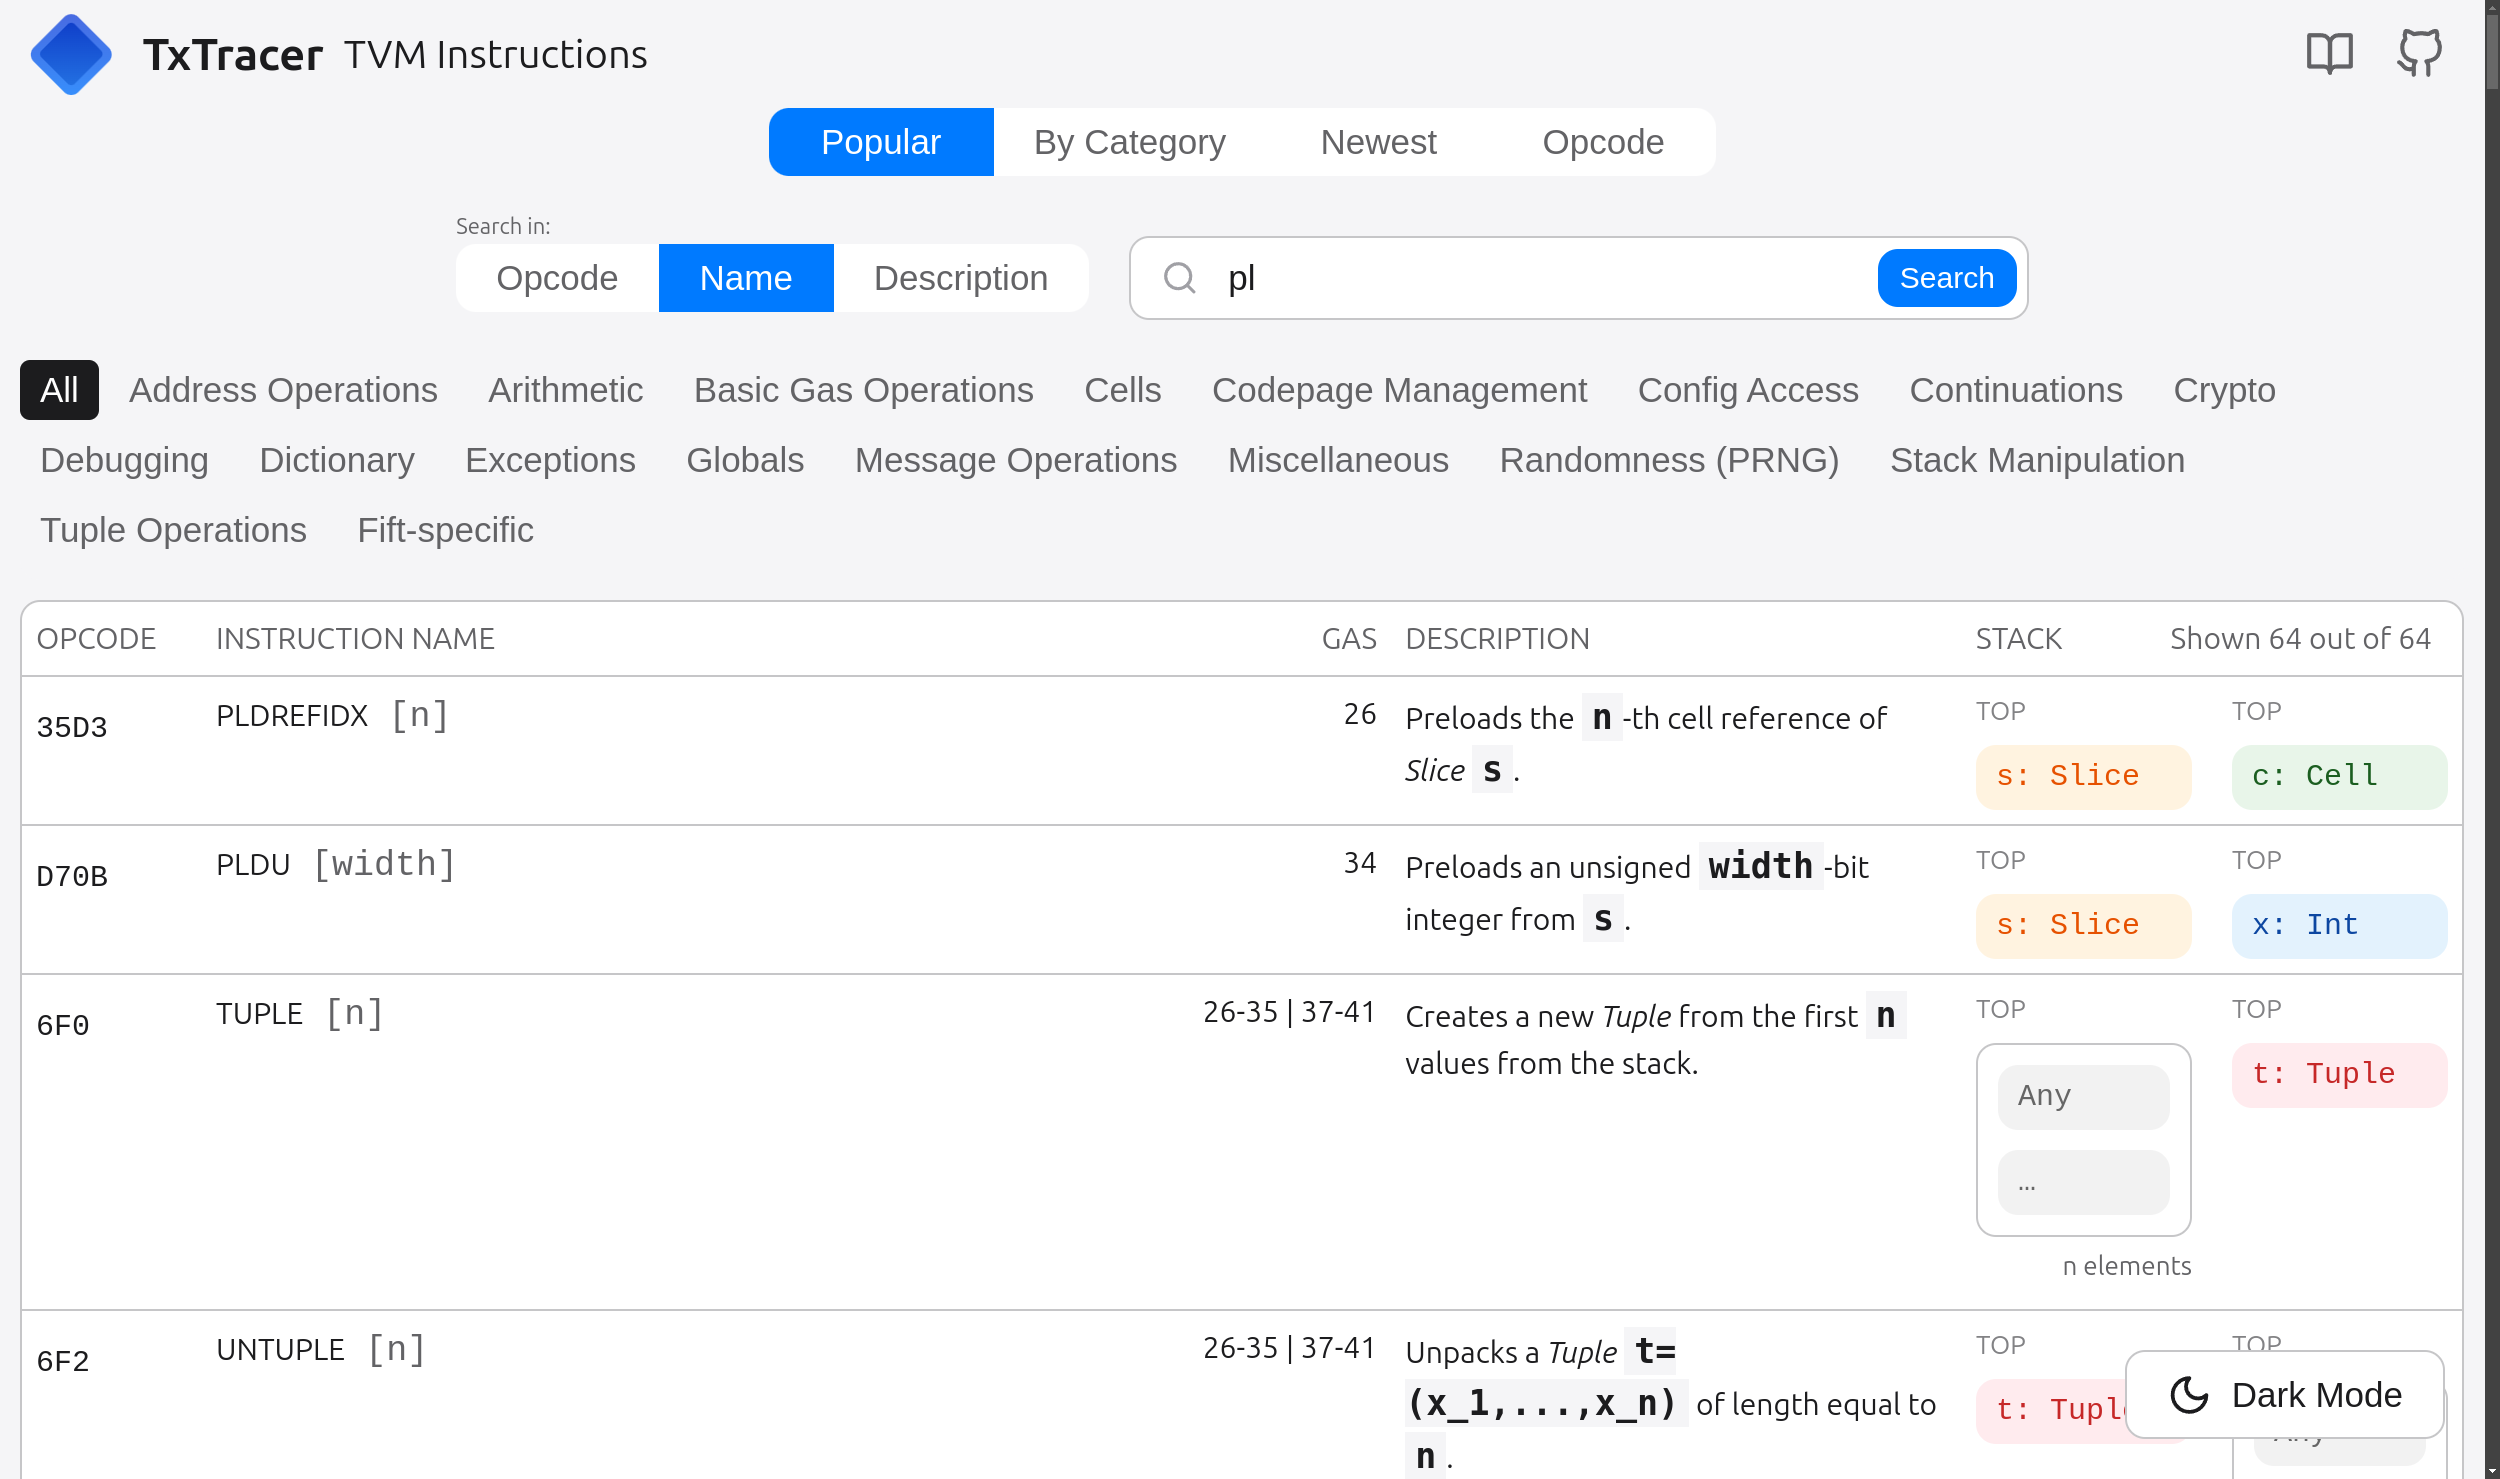 TxTracer TVM Instructions
Popular By Category Newest Opcode
Search in:
Opcode Name Description pl Search
All Address Operations Arithmetic Basic Gas Operations Cells Codepage Management Config Access Continuations Crypto
Debugging Dictionary Exceptions Globals Message Operations Miscellaneous Randomness (PRNG) Stack Manipulation
Tuple Operations Fift-specific
OPCODE INSTRUCTION NAME GAS DESCRIPTION STACK Shown 64 out of 64
35D3 PLDREFIDX [n] 26 Preloads the n-th cell reference of TOP TOP
Slice s. s: Slice c: Cell
D70B PLDU [width] 34 Preloads an unsigned width-bit TOP TOP
integer from s. s: Slice x: Int
6F0 TUPLE [n] 26-35 | 37-41 Creates a new Tuple from the first n TOP TOP
values from the stack. t: Tuple
Any
…
n elements
6F2 UNTUPLE [n] 26-35 | 37-41 Unpacks a Tuple t= TOP TOP
(x_1,...,x_n) of length equal to t: Tuple Dark Mode
n.